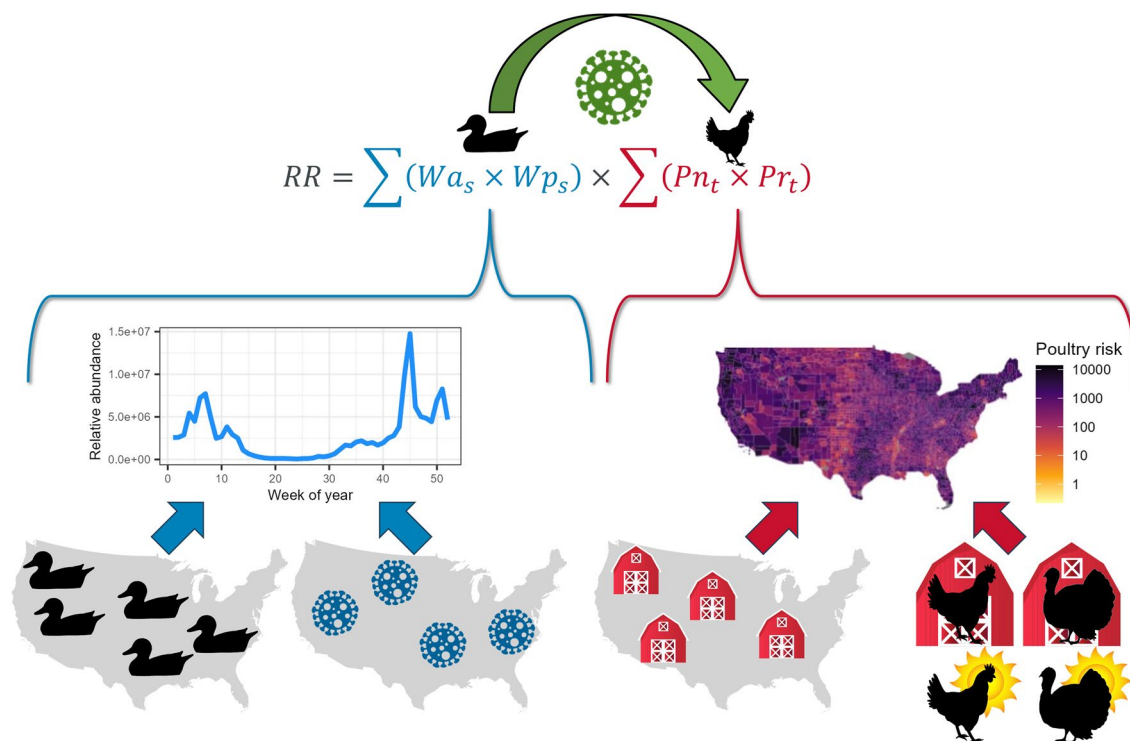 RR = ∑(Wa_s × Wp_s) × ∑(Pn_t × Pr_t)
Relative abundance
1.5e+07
1.0e+07
5.0e+06
0.0e+00
0 10 20 30 40 50
Week of year
Poultry risk
10000
1000
100
10
1